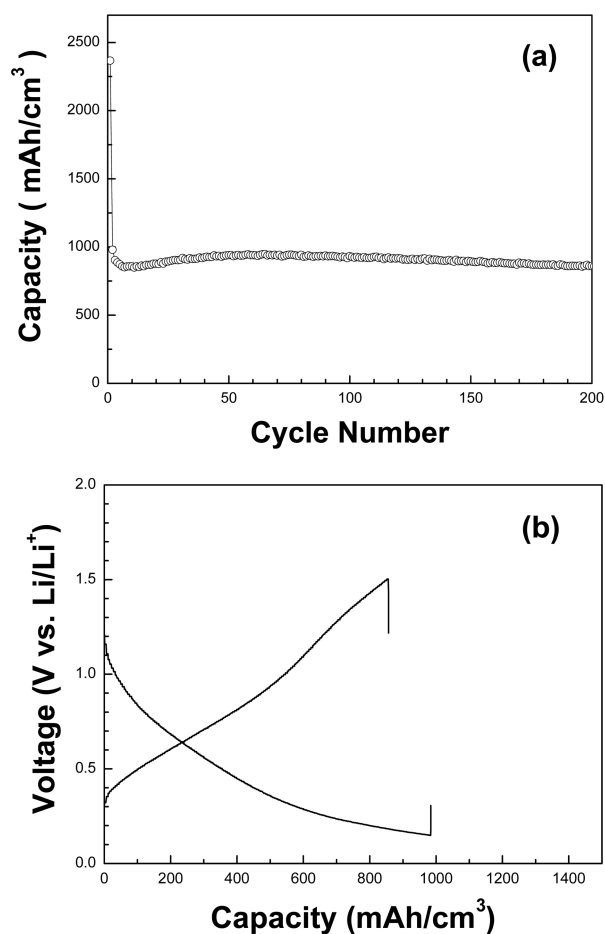 (a)
Capacity ( mAh/cm³ )
2500
2000
1500
1000
500
0
0 50 100 150 200
Cycle Number
(b)
Voltage (V vs. Li/Li⁺)
2.0
1.5
1.0
0.5
0.0
0 200 400 600 800 1000 1200 1400
Capacity (mAh/cm³)